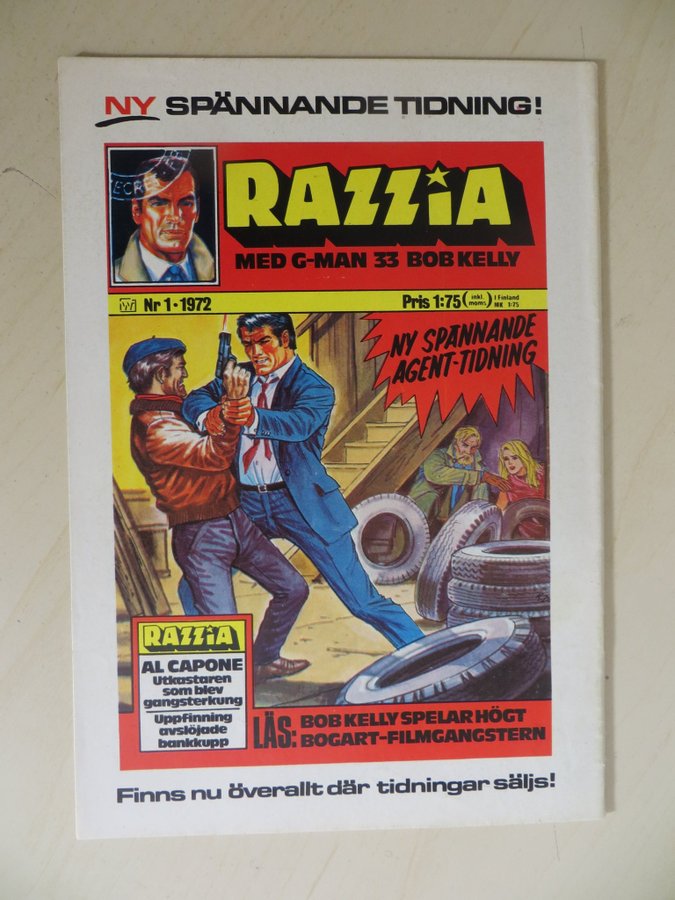 NY SPÄNNANDE TIDNING!
SECRE
RAZZiA
MED G-MAN 33 BOB KELLY
Wi Nr 1 • 1972 Pris 1:75 (inkl. moms) I Finland MK 1:75
NY SPÄNNANDE
AGENT-TIDNING
RAZZiA
AL CAPONE
Utkastaren
som blev
gangsterkung
Uppfinning
avslöjade
bankkupp
LÄS: BOB KELLY SPELAR HÖGT
BOGART-FILMGANGSTERN
Finns nu överallt där tidningar säljs!